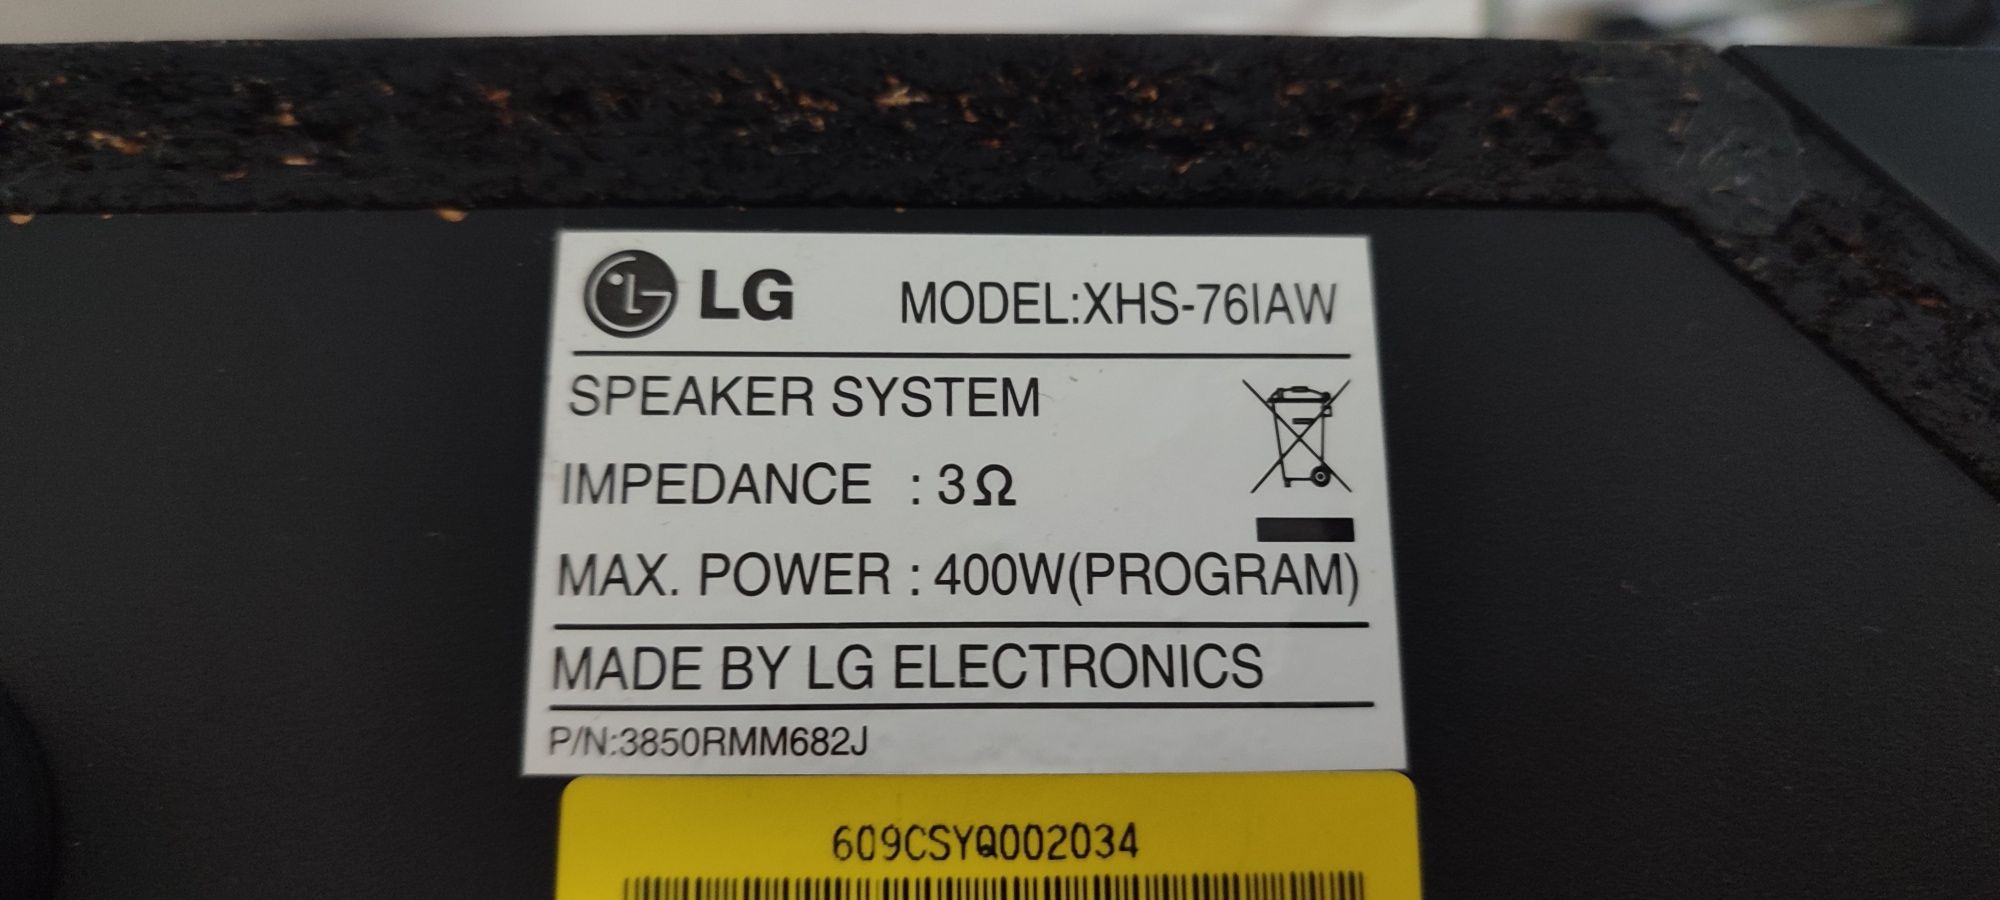 LG MODEL:XHS-76IAW
SPEAKER SYSTEM
IMPEDANCE : 3Ω
MAX. POWER : 400W(PROGRAM)
MADE BY LG ELECTRONICS
P/N:3850RMM682J
609CSYQ002034